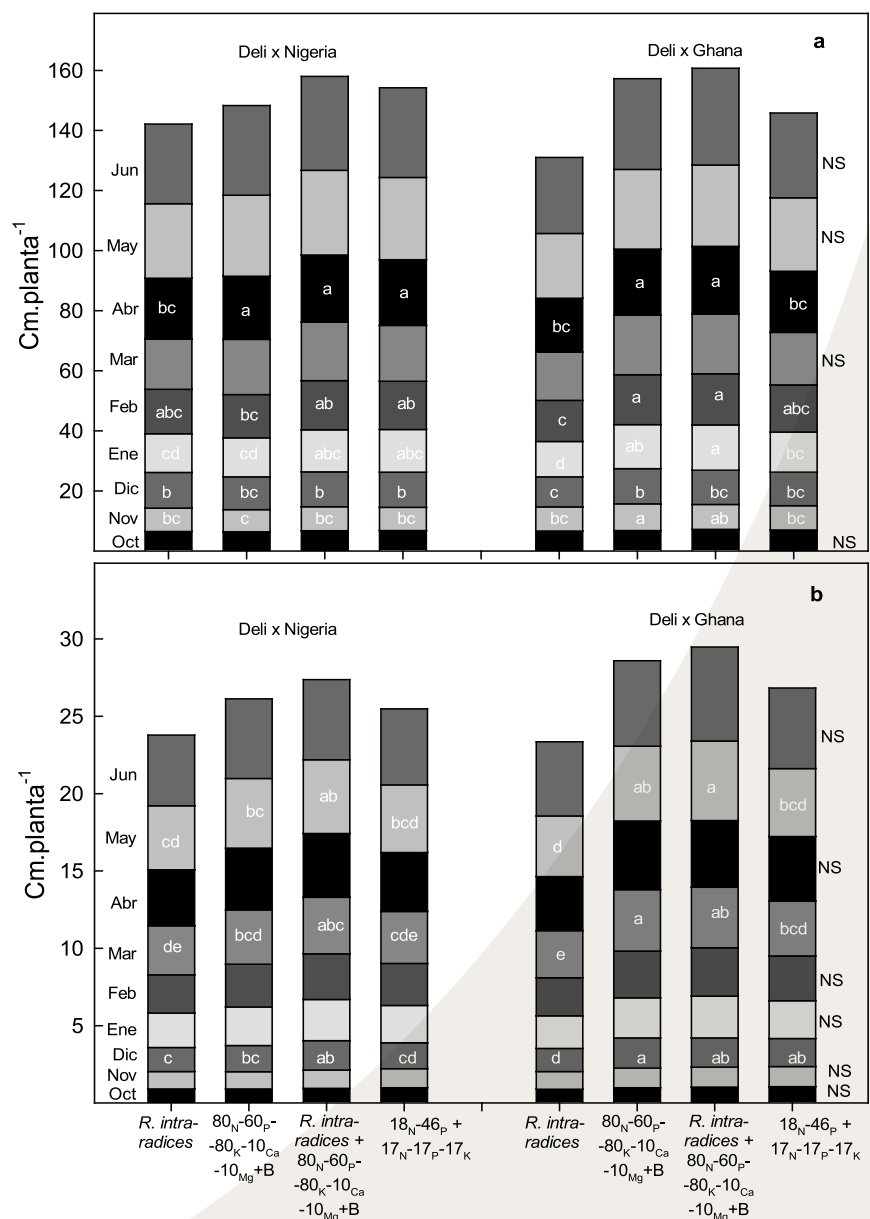 a
Deli x Nigeria
Deli x Ghana
Cm.planta-1
160
140
120
100
80
60
40
20
Jun
May
Abr
Mar
Feb
Ene
Dic
Nov
Oct
NS
NS
bc a a a bc a a bc
NS
abc bc ab ab c a a abc
cd cd abc abc d ab a bc
b bc b b c b bc bc
bc c bc bc bc a ab bc
NS
b
Deli x Nigeria
Deli x Ghana
Cm.planta-1
30
25
20
15
10
5
Jun
May
Abr
Mar
Feb
Ene
Dic
Nov
Oct
NS
cd bc ab bcd d ab a bcd
NS
de bcd abc cde e a ab bcd
NS
NS
c bc ab cd d a ab ab
NS
NS
R. intra-
radices
80N-60P-
-80K-10Ca
-10Mg+B
R. intra-
radices +
80N-60P-
-80K-10Ca
-10Mg+B
18N-46P +
17N-17P-17K
R. intra-
radices
80N-60P-
-80K-10Ca
-10Mg+B
R. intra-
radices +
80N-60P-
-80K-10Ca
-10Mg+B
18N-46P +
17N-17P-17K